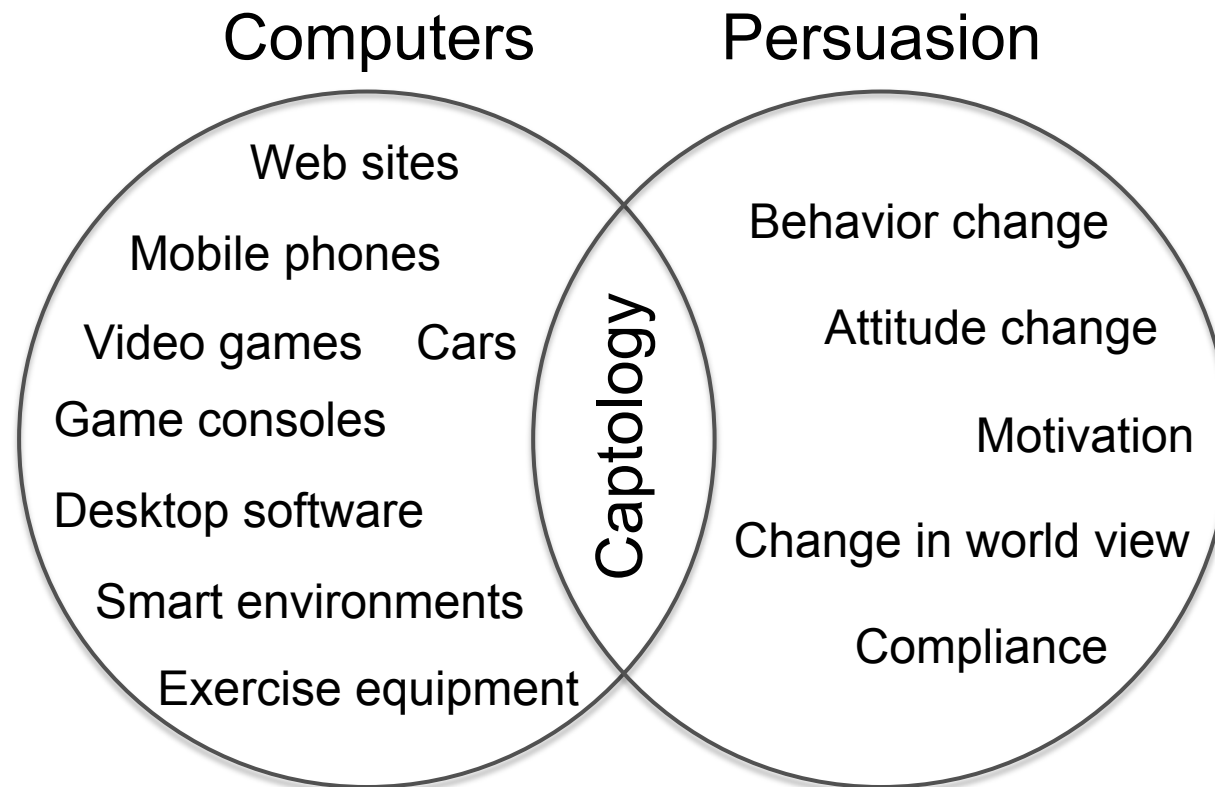 Computers
Persuasion
Web sites
Mobile phones
Video games
Cars
Game consoles
Desktop software
Smart environments
Exercise equipment
Captology
Behavior change
Attitude change
Motivation
Change in world view
Compliance